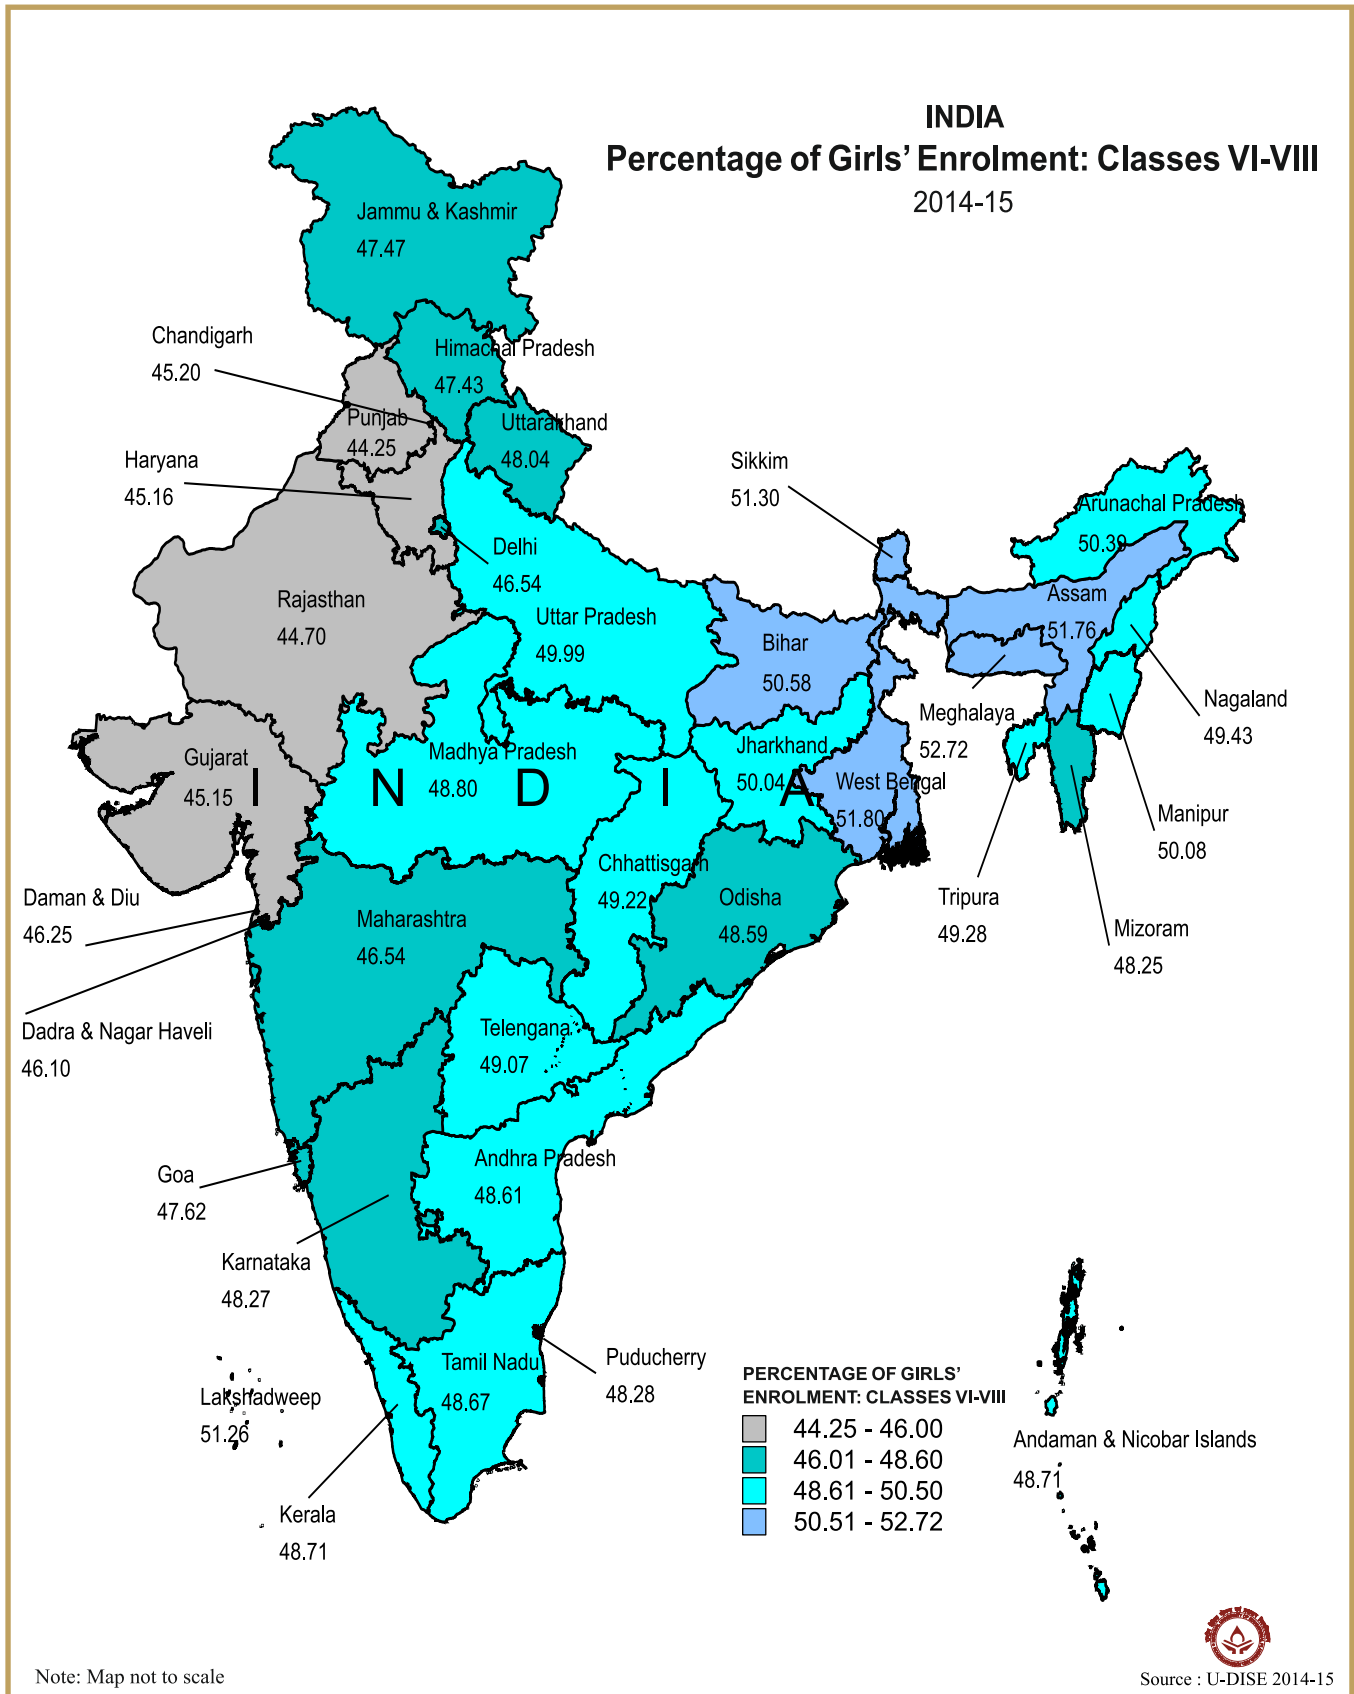 INDIA
Percentage of Girls’ Enrolment: Classes VI-VIII
2014-15
Jammu & Kashmir
47.47
Chandigarh
45.20
Himachal Pradesh
47.43
Punjab
44.25
Uttarakhand
48.04
Haryana
45.16
Sikkim
51.30
Arunachal Pradesh
50.39
Delhi
46.54
Rajasthan
44.70
Uttar Pradesh
49.99
Assam
51.76
Bihar
50.58
Nagaland
49.43
Meghalaya
52.72
Gujarat
45.15
Madhya Pradesh
48.80
Jharkhand
50.04
West Bengal
51.80
I N D I A
Manipur
50.08
Chhattisgarh
49.22
Odisha
48.59
Tripura
49.28
Mizoram
48.25
Daman & Diu
46.25
Maharashtra
46.54
Dadra & Nagar Haveli
46.10
Telengana
49.07
Goa
47.62
Andhra Pradesh
48.61
Karnataka
48.27
Tamil Nadu
48.67
Puducherry
48.28
Lakshadweep
51.26
Kerala
48.71
PERCENTAGE OF GIRLS’
ENROLMENT: CLASSES VI-VIII
44.25 - 46.00
46.01 - 48.60
48.61 - 50.50
50.51 - 52.72
Andaman & Nicobar Islands
48.71
Note: Map not to scale
Source : U-DISE 2014-15